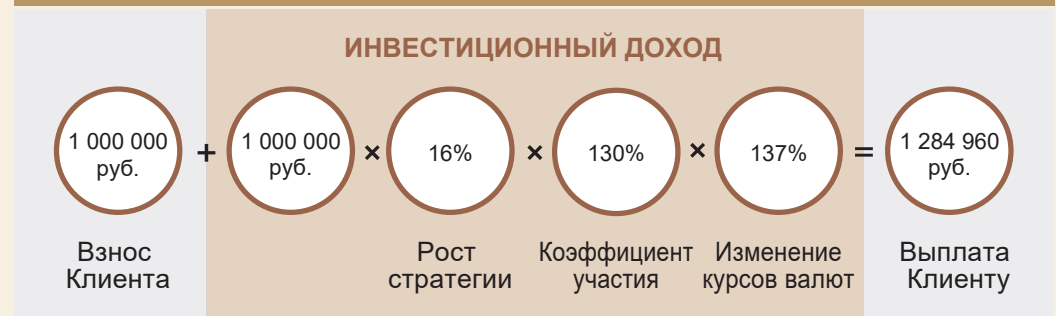 ИНВЕСТИЦИОННЫЙ ДОХОД
1 000 000
руб.
+
1 000 000
руб.
×
16%
×
130%
×
137%
=
1 284 960
руб.
Взнос
Клиента
Рост
стратегии
Коэффициент
участия
Изменение
курсов валют
Выплата
Клиенту